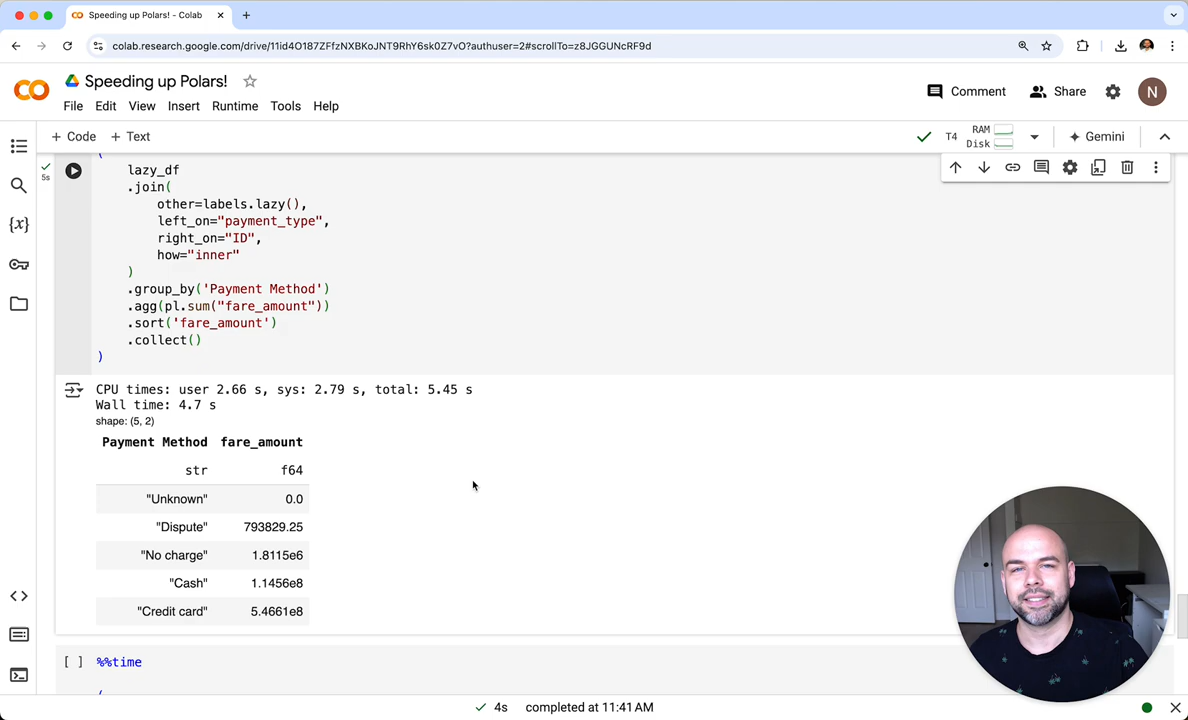 Speeding up Polars! - Colab
colab.research.google.com/drive/11id4O187ZFfzNXBKoJNT9RhY6sk0Z7vO?authuser=2#scrollTo=z8JGGUNcRF9d
Speeding up Polars!
File Edit View Insert Runtime Tools Help
Comment Share N
+ Code + Text
T4 RAM Disk Gemini
(
5s
lazy_df
.join(
other=labels.lazy(),
left_on="payment_type",
right_on="ID",
how="inner"
)
.group_by('Payment Method')
.agg(pl.sum("fare_amount"))
.sort('fare_amount')
.collect()
)
{x}
CPU times: user 2.66 s, sys: 2.79 s, total: 5.45 s
Wall time: 4.7 s
shape: (5, 2)
Payment Method fare_amount
str f64
"Unknown" 0.0
"Dispute" 793829.25
"No charge" 1.8115e6
"Cash" 1.1456e8
"Credit card" 5.4661e8
[ ] %%time
(
4s completed at 11:41 AM